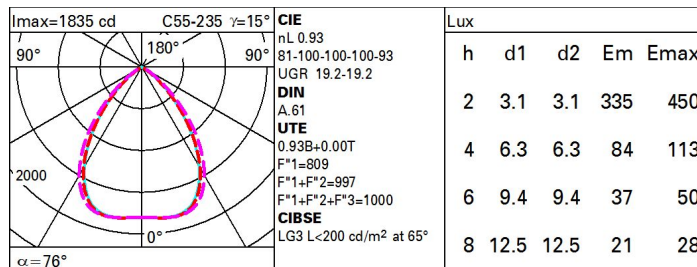 Imax=1835 cd C55-235 γ=15°
90° 180° 90°
2000
0°
α=76°
CIE
nL 0.93
81-100-100-100-93
UGR 19.2-19.2
DIN
A.61
UTE
0.93B+0.00T
F"1=809
F"1+F"2=997
F"1+F"2+F"3=1000
CIBSE
LG3 L<200 cd/m² at 65°
Lux
h d1 d2 Em Emax
2 3.1 3.1 335 450
4 6.3 6.3 84 113
6 9.4 9.4 37 50
8 12.5 12.5 21 28